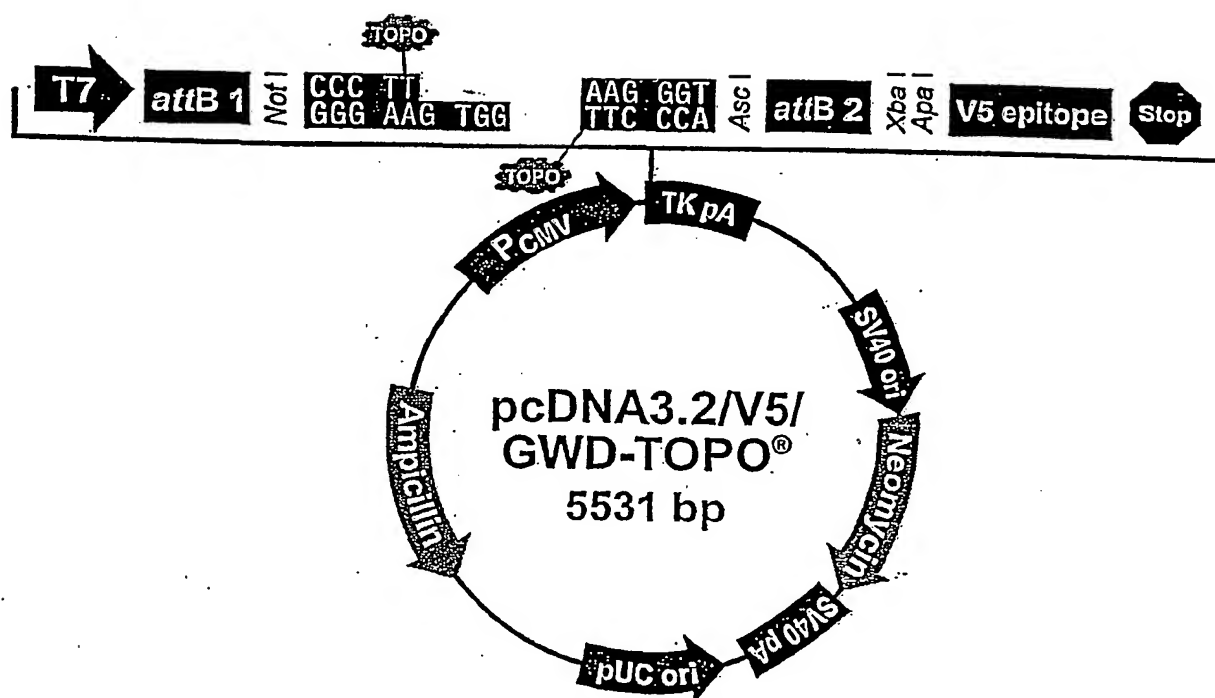 TOPO
T7
attB 1
Not I
CCC TT
GGG AAG TGG
AAG GGT
TTC CCA
Asc I
attB 2
Xba I
Apa I
V5 epitope
Stop
TOPO
PCMV
TK pA
SV40 ori
Neomycin
SV40 pA
pUC ori
Ampicillin
pcDNA3.2/V5/
GWD-TOPO®
5531 bp